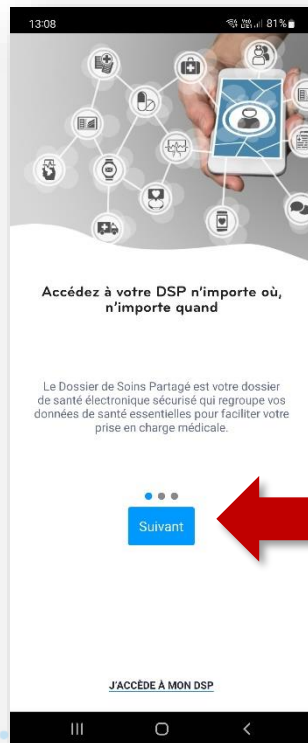 13:08
81%
Accédez à votre DSP n'importe où,
n'importe quand
Le Dossier de Soins Partagé est votre dossier
de santé électronique sécurisé qui regroupe vos
données de santé essentielles pour faciliter votre
prise en charge médicale.
Suivant
J'ACCÈDE À MON DSP